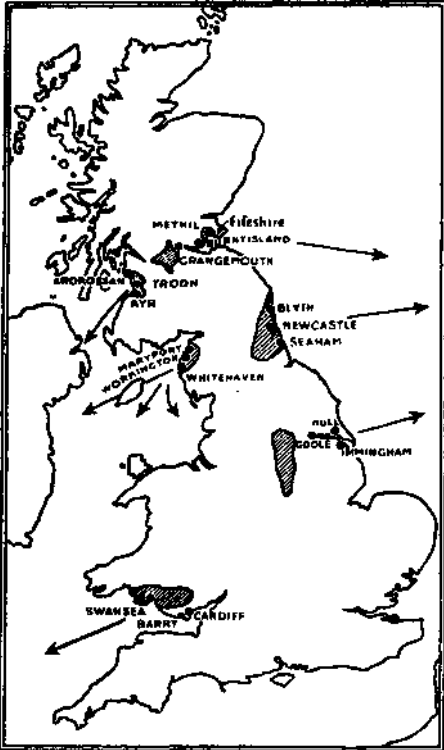 METHIL
Fifeshire
BURNTISLAND
GRANGEMOUTH
ARDROSSAN
TROON
AYR
BLYTH
NEWCASTLE
SEAHAM
MARYPORT
WORKINGTON
WHITEHAVEN
HULL
GOOLE
IMMINGHAM
SWANSEA
BARRY
CARDIFF